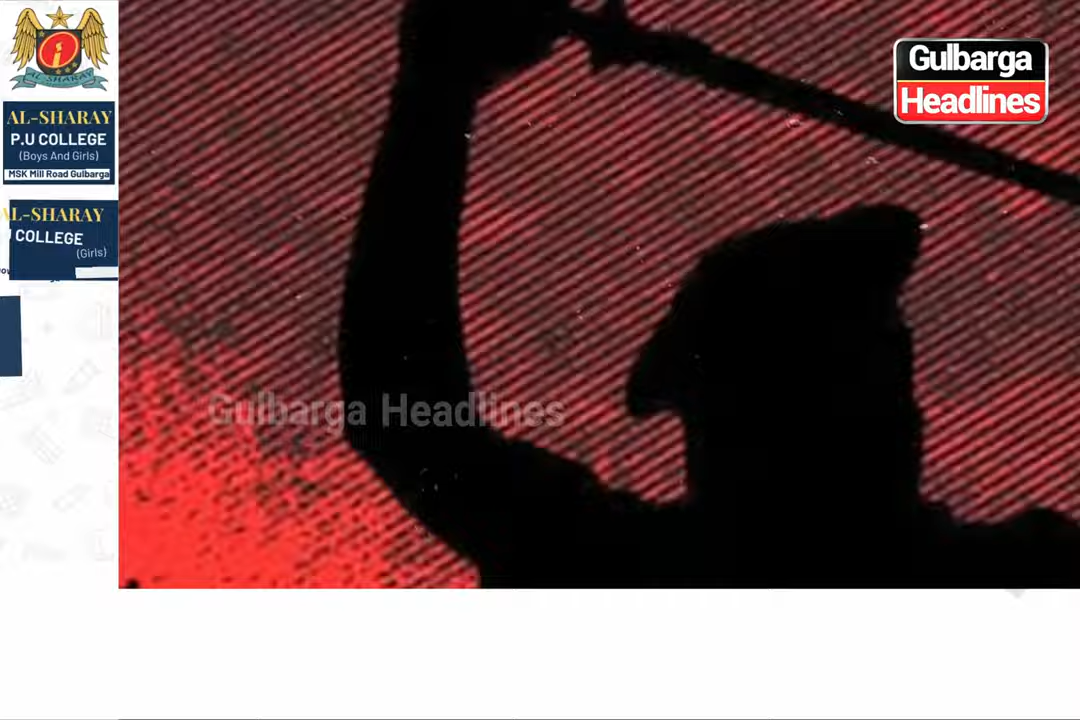 AL SHARAY
AL-SHARAY
P.U COLLEGE
(Boys And Girls)
MSK Mill Road Gulbarga
AL-SHARAY
COLLEGE
(Girls)
Gulbarga
Headlines
Gulbarga Headlines